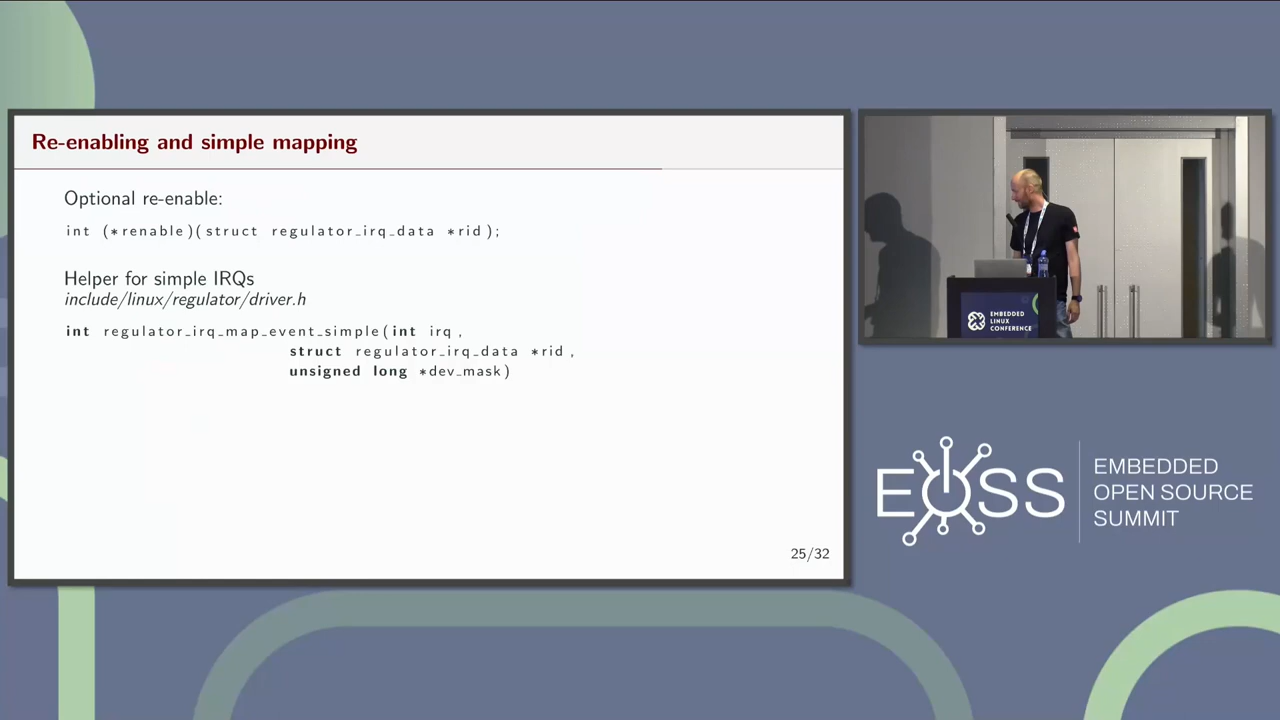 Re-enabling and simple mapping
Optional re-enable:
int (*renable)(struct regulator_irq_data *rid);
Helper for simple IRQs
include/linux/regulator/driver.h
int regulator_irq_map_event_simple(int irq,
struct regulator_irq_data *rid,
unsigned long *dev_mask)
25/32
EMBEDDED
LINUX
CONFERENCE
EOSS
EMBEDDED
OPEN SOURCE
SUMMIT